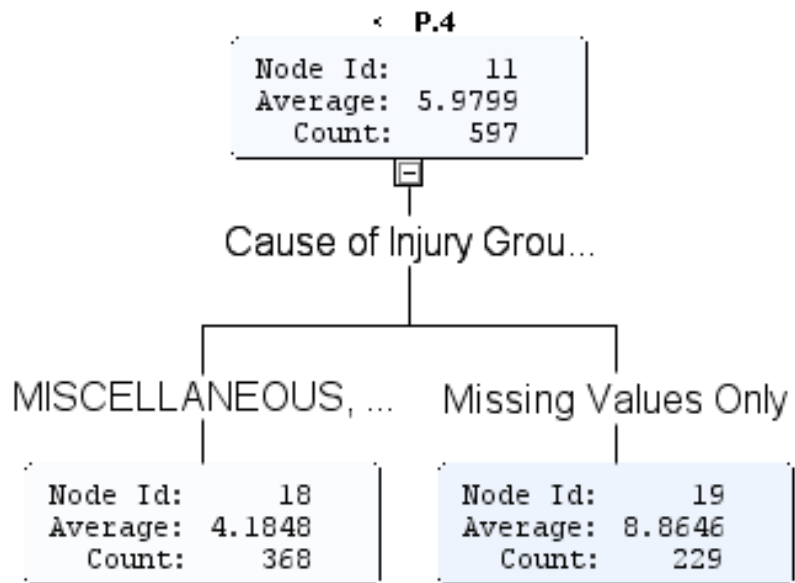 < P.4
Node Id: 11
Average: 5.9799
Count: 597
Cause of Injury Grou...
MISCELLANEOUS, ...
Missing Values Only
Node Id: 18
Average: 4.1848
Count: 368
Node Id: 19
Average: 8.8646
Count: 229